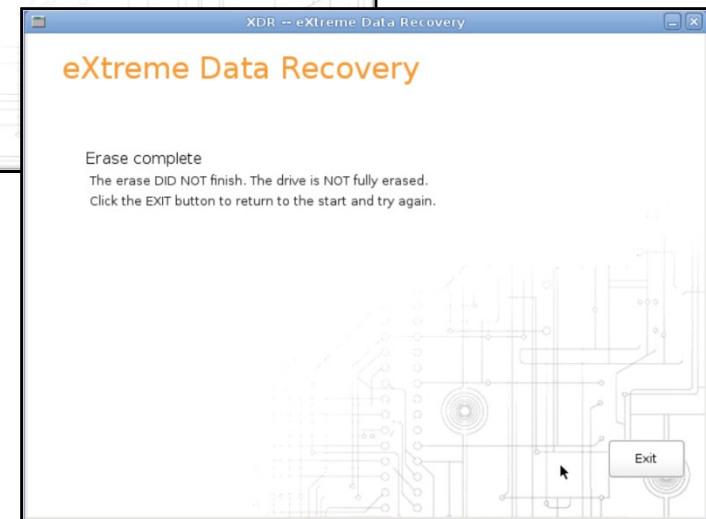 XDR -- eXtreme Data Recovery
eXtreme Data Recovery
Erase complete
The erase DID NOT finish. The drive is NOT fully erased.
Click the EXIT button to return to the start and try again.
Exit